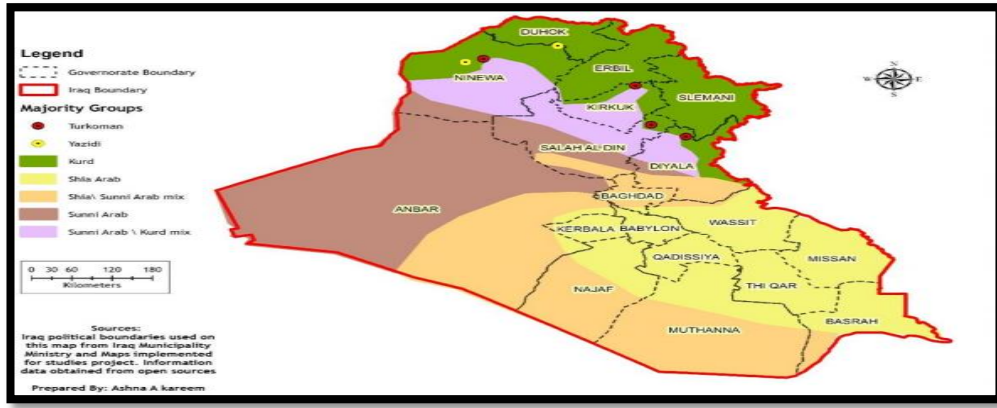 Legend
Governorate Boundary
Iraq Boundary
Majority Groups
Turkoman
Yazidi
Kurd
Shia Arab
Shia\ Sunni Arab mix
Sunni Arab
Sunni Arab \ Kurd mix
0 30 60 120 180
Kilometers
Sources:
Iraq political boundaries used on
this map from Iraq Municipality
Ministry and Maps implemented
for studies project. Information
data obtained from open sources
Prepared By: Ashna A kareem
N
W E
S
DUHOK
NINEWA
ERBIL
KIRKUK
SLEMANI
SALAH AL DIN
DIYALA
ANBAR
BAGHDAD
WASSIT
KERBALA
BABYLON
QADISSIYA
MISSAN
NAJAF
THI QAR
MUTHANNA
BASRAH